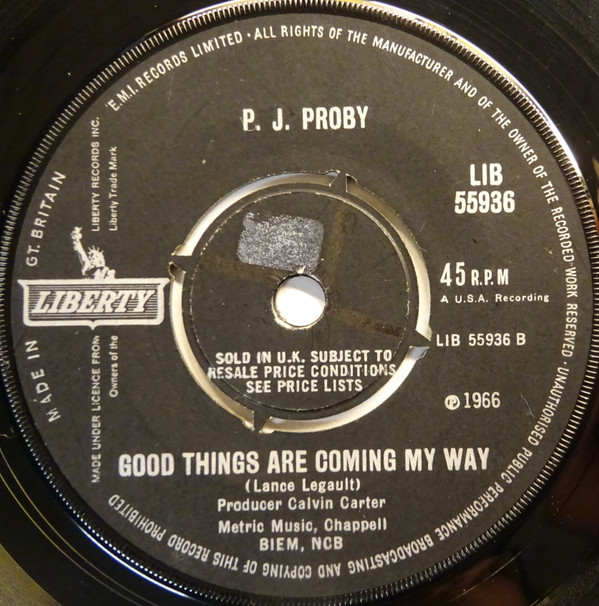 E.M.I. RECORDS LIMITED · ALL RIGHTS OF THE MANUFACTURER AND OF THE OWNER OF THE RECORDED WORK RESERVED · UNAUTHORISED PUBLIC PERFORMANCE BROADCASTING AND COPYING OF THIS RECORD PROHIBITED
MADE IN GT. BRITAIN
P. J. PROBY
LIB
55936
LIBERTY RECORDS INC.
Liberty Trade Mark
LIBERTY
MADE UNDER LICENCE FROM
Owners of the
45 R.P.M
A U.S.A. Recording
LIB 55936 B
SOLD IN U.K. SUBJECT TO
RESALE PRICE CONDITIONS
SEE PRICE LISTS
℗ 1966
GOOD THINGS ARE COMING MY WAY
(Lance Legault)
Producer Calvin Carter
Metric Music, Chappell
BIEM, NCB